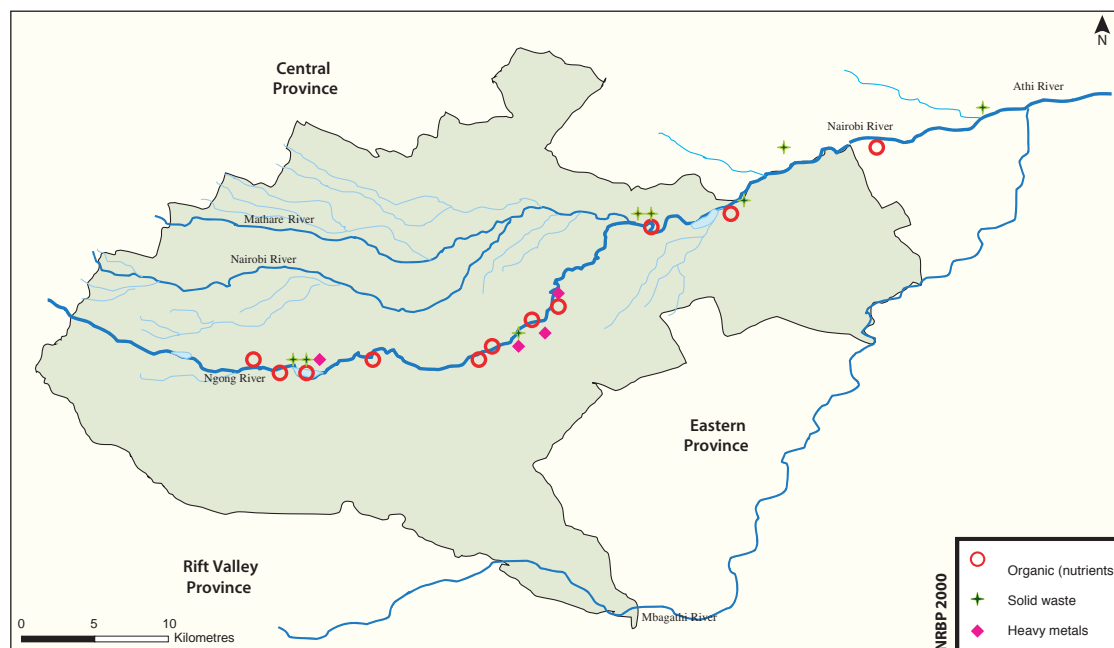 N
Central
Province
Athi River
Nairobi River
Mathare River
Nairobi River
Ngong River
Eastern
Province
Rift Valley
Province
Mbagathi River
0 5 10
Kilometres
NRBP 2000
Organic (nutrients
Solid waste
Heavy metals